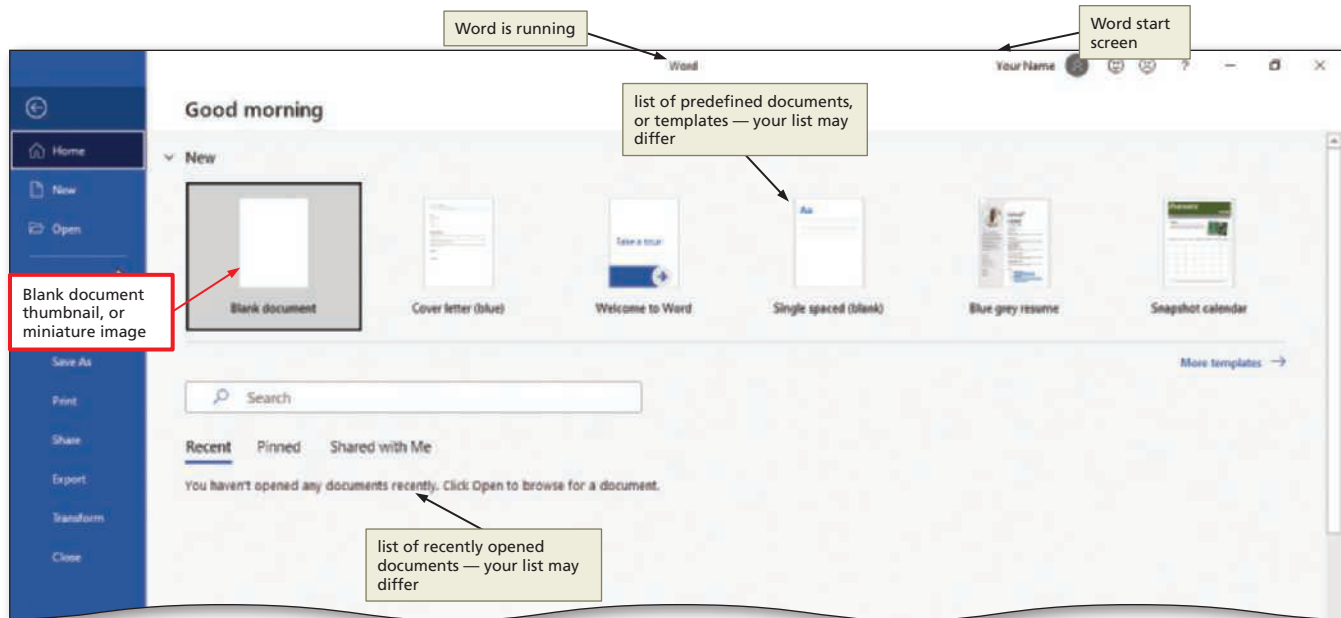 Word is running
Word start
screen
Word
Your Name
?
Good morning
list of predefined documents,
or templates — your list may
differ
Home
New
New
Open
Aa
Take a tour
Blank document
thumbnail, or
miniature image
Blank document
Cover letter (blue)
Welcome to Word
Single spaced (blank)
Blue grey resume
Snapshot calendar
Save As
More templates →
Print
Search
Share
Recent Pinned Shared with Me
Export
You haven't opened any documents recently. Click Open to browse for a document.
Transform
Close
list of recently opened
documents — your list may
differ